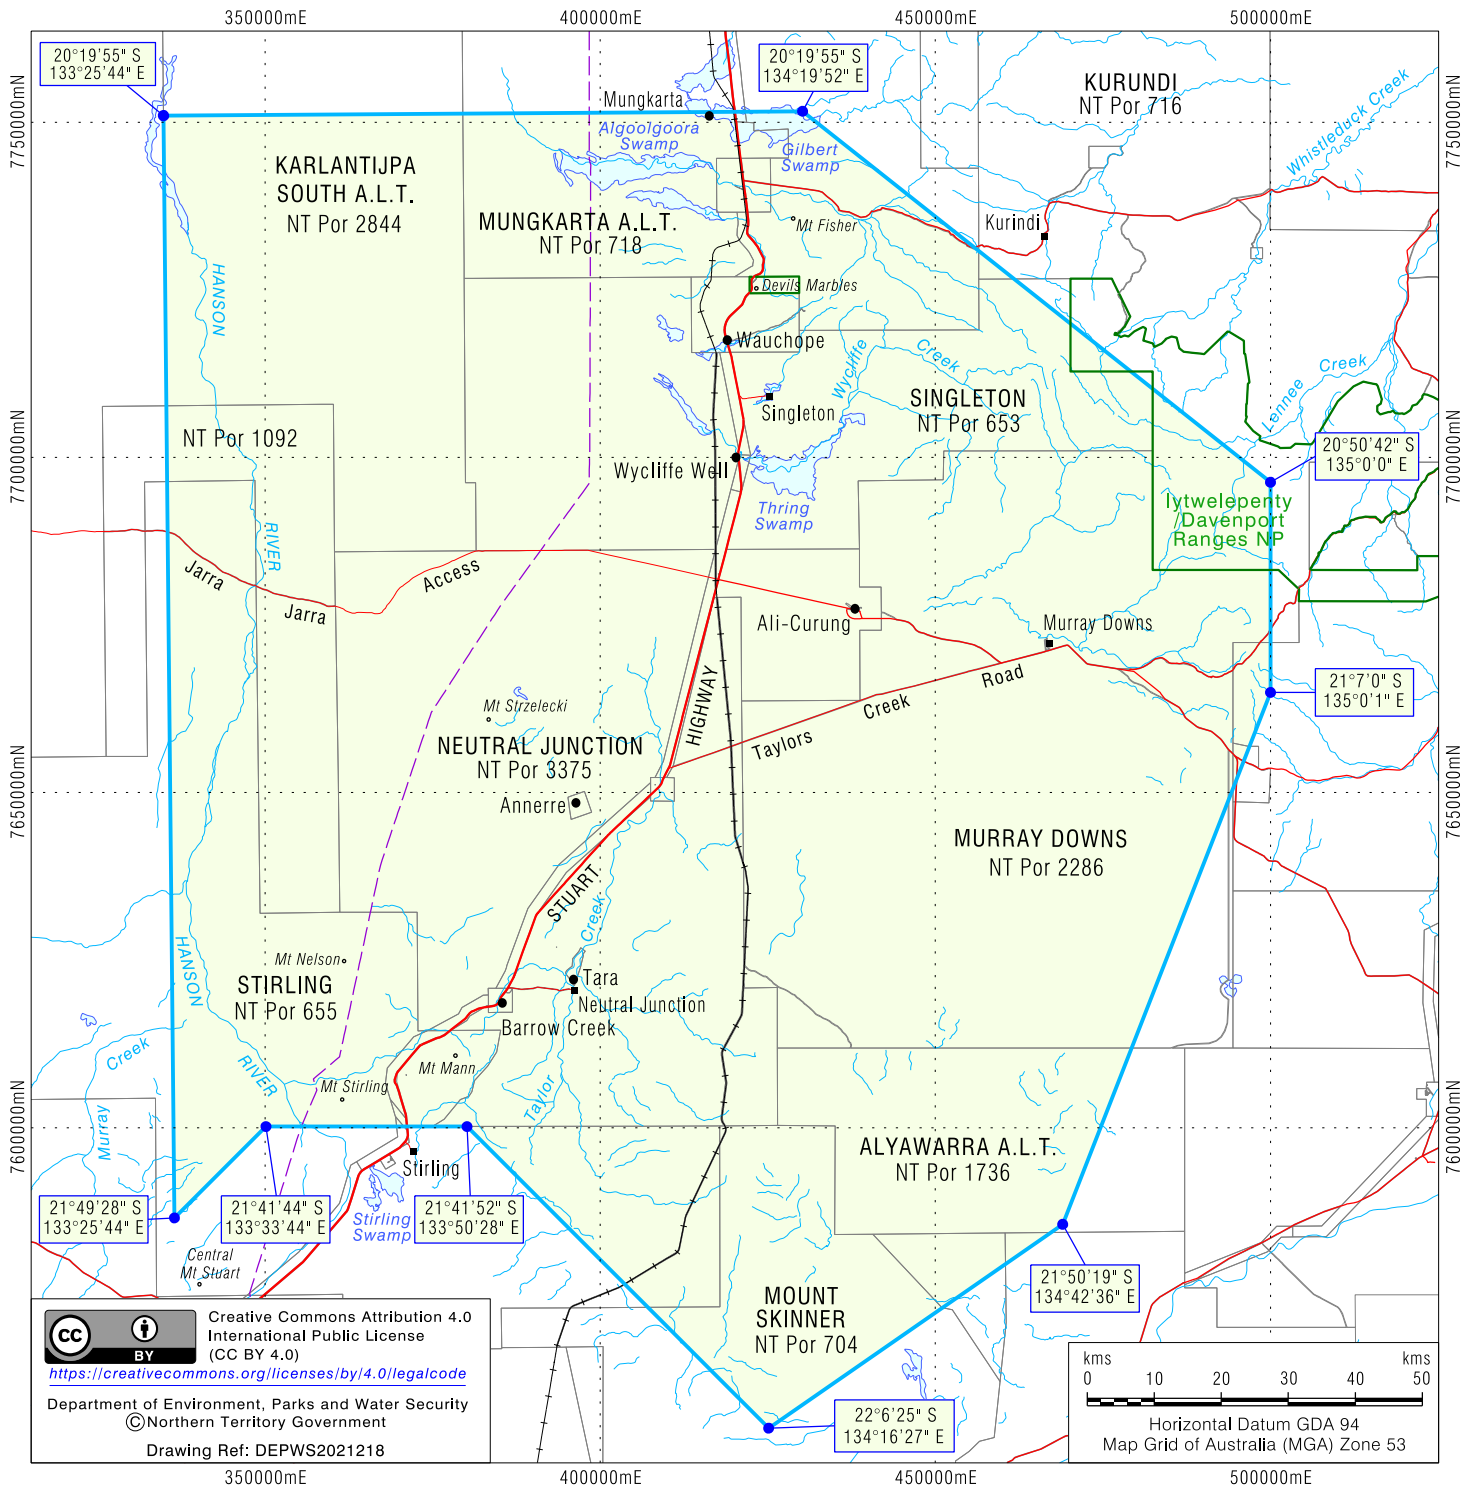 350000mE
400000mE
450000mE
500000mE
20°19'55" S
133°25'44" E
20°19'55" S
134°19'52" E
KURUNDI
NT Por 716
Whistleduck Creek
7750000mN
7750000mN
Mungkarta
Algoolgoora
Swamp
Gilbert
Swamp
KARLANTIJPA
SOUTH A.L.T.
NT Por 2844
MUNGKARTA A.L.T.
NT Por 718
Mt Fisher
Kurindi
HANSON
Devils Marbles
Wauchope
Wycliffe
Creek
Lennee
Creek
Singleton
SINGLETON
NT Por 653
NT Por 1092
20°50'42" S
135°0'0" E
7700000mN
7700000mN
Wycliffe Well
Thring
Swamp
Iytwelepenty
/Davenport
Ranges NP
RIVER
Jarra
Jarra
Access
Ali-Curung
Murray Downs
21°7'0" S
135°0'1" E
Road
Creek
Taylors
HIGHWAY
Mt Strzelecki
NEUTRAL JUNCTION
NT Por 3375
Annerre
7650000mN
7650000mN
MURRAY DOWNS
NT Por 2286
STUART
Creek
HANSON
Mt Nelson
STIRLING
NT Por 655
Tara
Neutral Junction
Barrow Creek
Creek
RIVER
Mt Mann
Mt Stirling
Taylor
Murray
7600000mN
7600000mN
ALYAWARRA A.L.T.
NT Por 1736
Stirling
21°49'28" S
133°25'44" E
21°41'44" S
133°33'44" E
21°41'52" S
133°50'28" E
Stirling
Swamp
Central
Mt Stuart
21°50'19" S
134°42'36" E
MOUNT
SKINNER
NT Por 704
22°6'25" S
134°16'27" E
cc
BY
Creative Commons Attribution 4.0
International Public License
(CC BY 4.0)
https://creativecommons.org/licenses/by/4.0/legalcode
Department of Environment, Parks and Water Security
©Northern Territory Government
Drawing Ref: DEPWS2021218
kms
kms
0 10 20 30 40 50
Horizontal Datum GDA 94
Map Grid of Australia (MGA) Zone 53
350000mE
400000mE
450000mE
500000mE